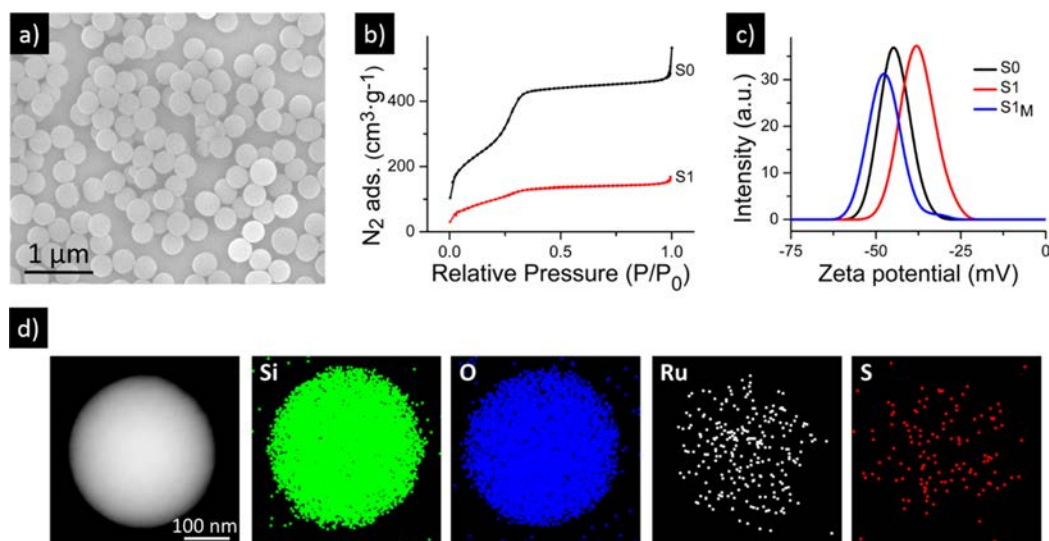 a)
1 μm
b)
N₂ ads. (cm³·g⁻¹)
400
200
0
0.0
0.5
1.0
Relative Pressure (P/P₀)
S0
S1
c)
Intensity (a.u.)
30
20
10
0
-75
-50
-25
0
Zeta potential (mV)
S0
S1
S1M
d)
100 nm
Si
O
Ru
S